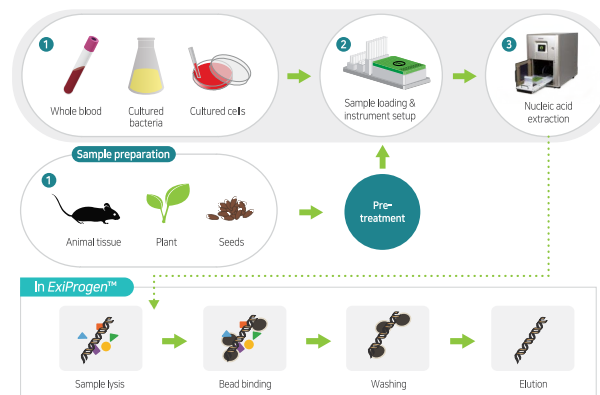 1
2
3
Whole blood
Cultured
bacteria
Cultured cells
Sample loading &
instrument setup
Nucleic acid
extraction
Sample preparation
1
Animal tissue
Plant
Seeds
Pre-
treatment
In ExiProgen™
Sample lysis
Bead binding
Washing
Elution